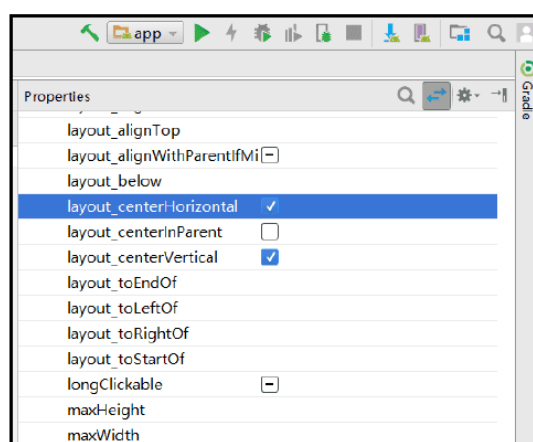 app
Properties
Gradle
layout_alignTop
layout_alignWithParentIfMi
layout_below
layout_centerHorizontal
layout_centerInParent
layout_centerVertical
layout_toEndOf
layout_toLeftOf
layout_toRightOf
layout_toStartOf
longClickable
maxHeight
maxWidth